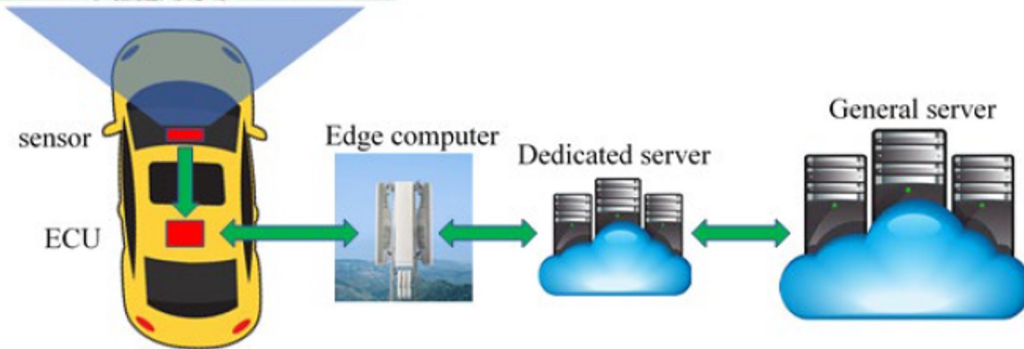 General server
Edge computer
sensor
Dedicated server
ECU